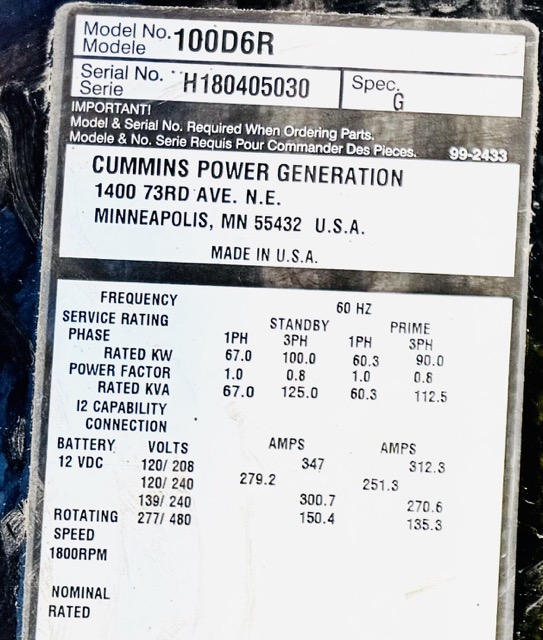 Model No. 100D6R
Modele
Serial No. H180405030 Spec.
Serie G
IMPORTANT!
Model & Serial No. Required When Ordering Parts.
Modele & No. Serie Requis Pour Commander Des Pieces. 99-2433
CUMMINS POWER GENERATION
1400 73RD AVE. N.E.
MINNEAPOLIS, MN 55432 U.S.A.
MADE IN U.S.A.
FREQUENCY 60 HZ
SERVICE RATING STANDBY PRIME
PHASE 1PH 3PH 1PH 3PH
RATED KW 67.0 100.0 60.3 90.0
POWER FACTOR 1.0 0.8 1.0 0.8
RATED KVA 67.0 125.0 60.3 112.5
I2 CAPABILITY
CONNECTION
BATTERY VOLTS AMPS AMPS
12 VDC 120/ 208 347 312.3
120/ 240 279.2 251.3
139/ 240 300.7 270.6
ROTATING 277/ 480 150.4 135.3
SPEED
1800RPM
NOMINAL
RATED